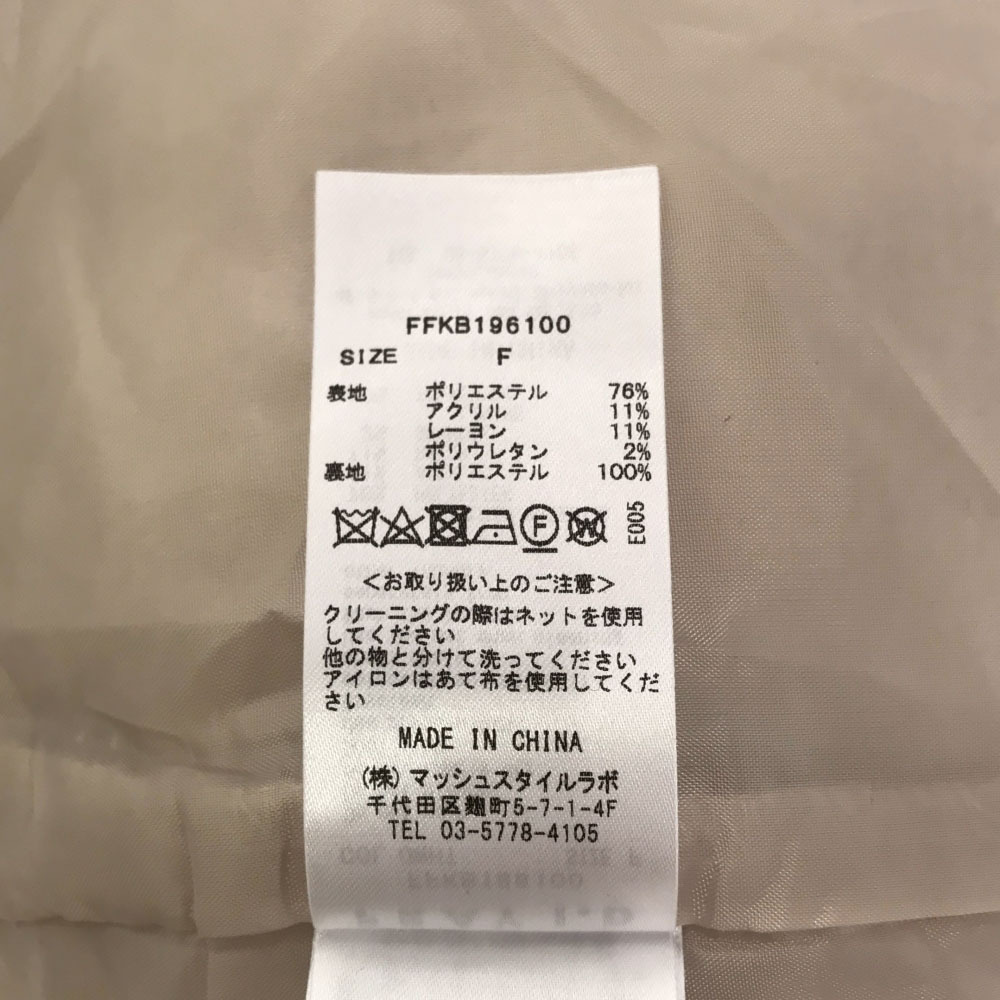 FFKB196100
SIZE F
表地 ポリエステル 76%
アクリル 11%
レーヨン 11%
ポリウレタン 2%
裏地 ポリエステル 100%
F W E005
<お取り扱い上のご注意>
クリーニングの際はネットを使用
してください
他の物と分けて洗ってください
アイロンはあて布を使用してくだ
さい
MADE IN CHINA
(株)マッシュスタイルラボ
千代田区麹町5-7-1-4F
TEL 03-5778-4105